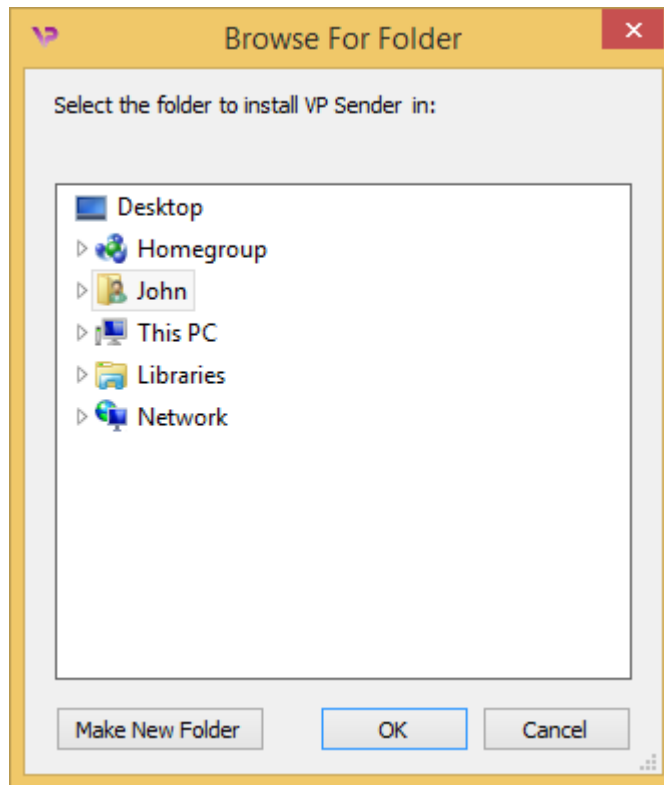 VP
Browse For Folder
Select the folder to install VP Sender in:
Desktop
Homegroup
John
This PC
Libraries
Network
Make New Folder OK Cancel